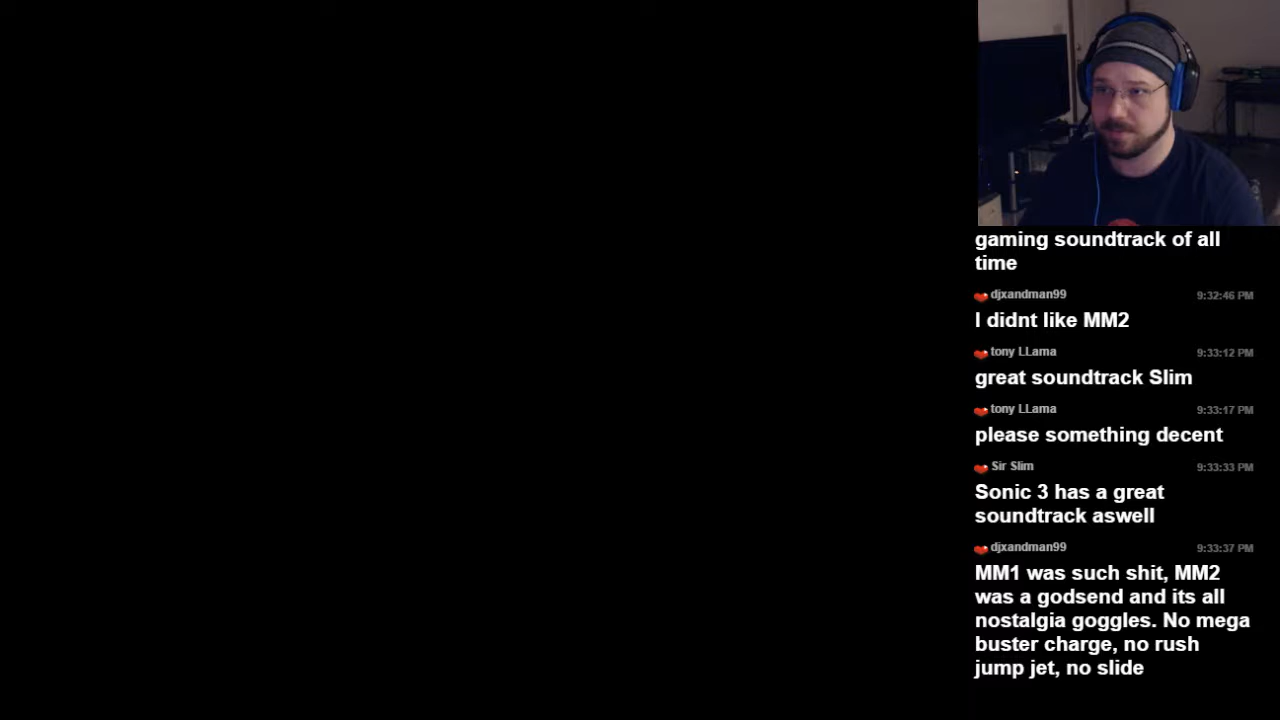 gaming soundtrack of all
time
djxandman99 9:32:46 PM
I didnt like MM2
tony LLama 9:33:12 PM
great soundtrack Slim
tony LLama 9:33:17 PM
please something decent
Sir Slim 9:33:33 PM
Sonic 3 has a great
soundtrack aswell
djxandman99 9:33:37 PM
MM1 was such shit, MM2
was a godsend and its all
nostalgia goggles. No mega
buster charge, no rush
jump jet, no slide